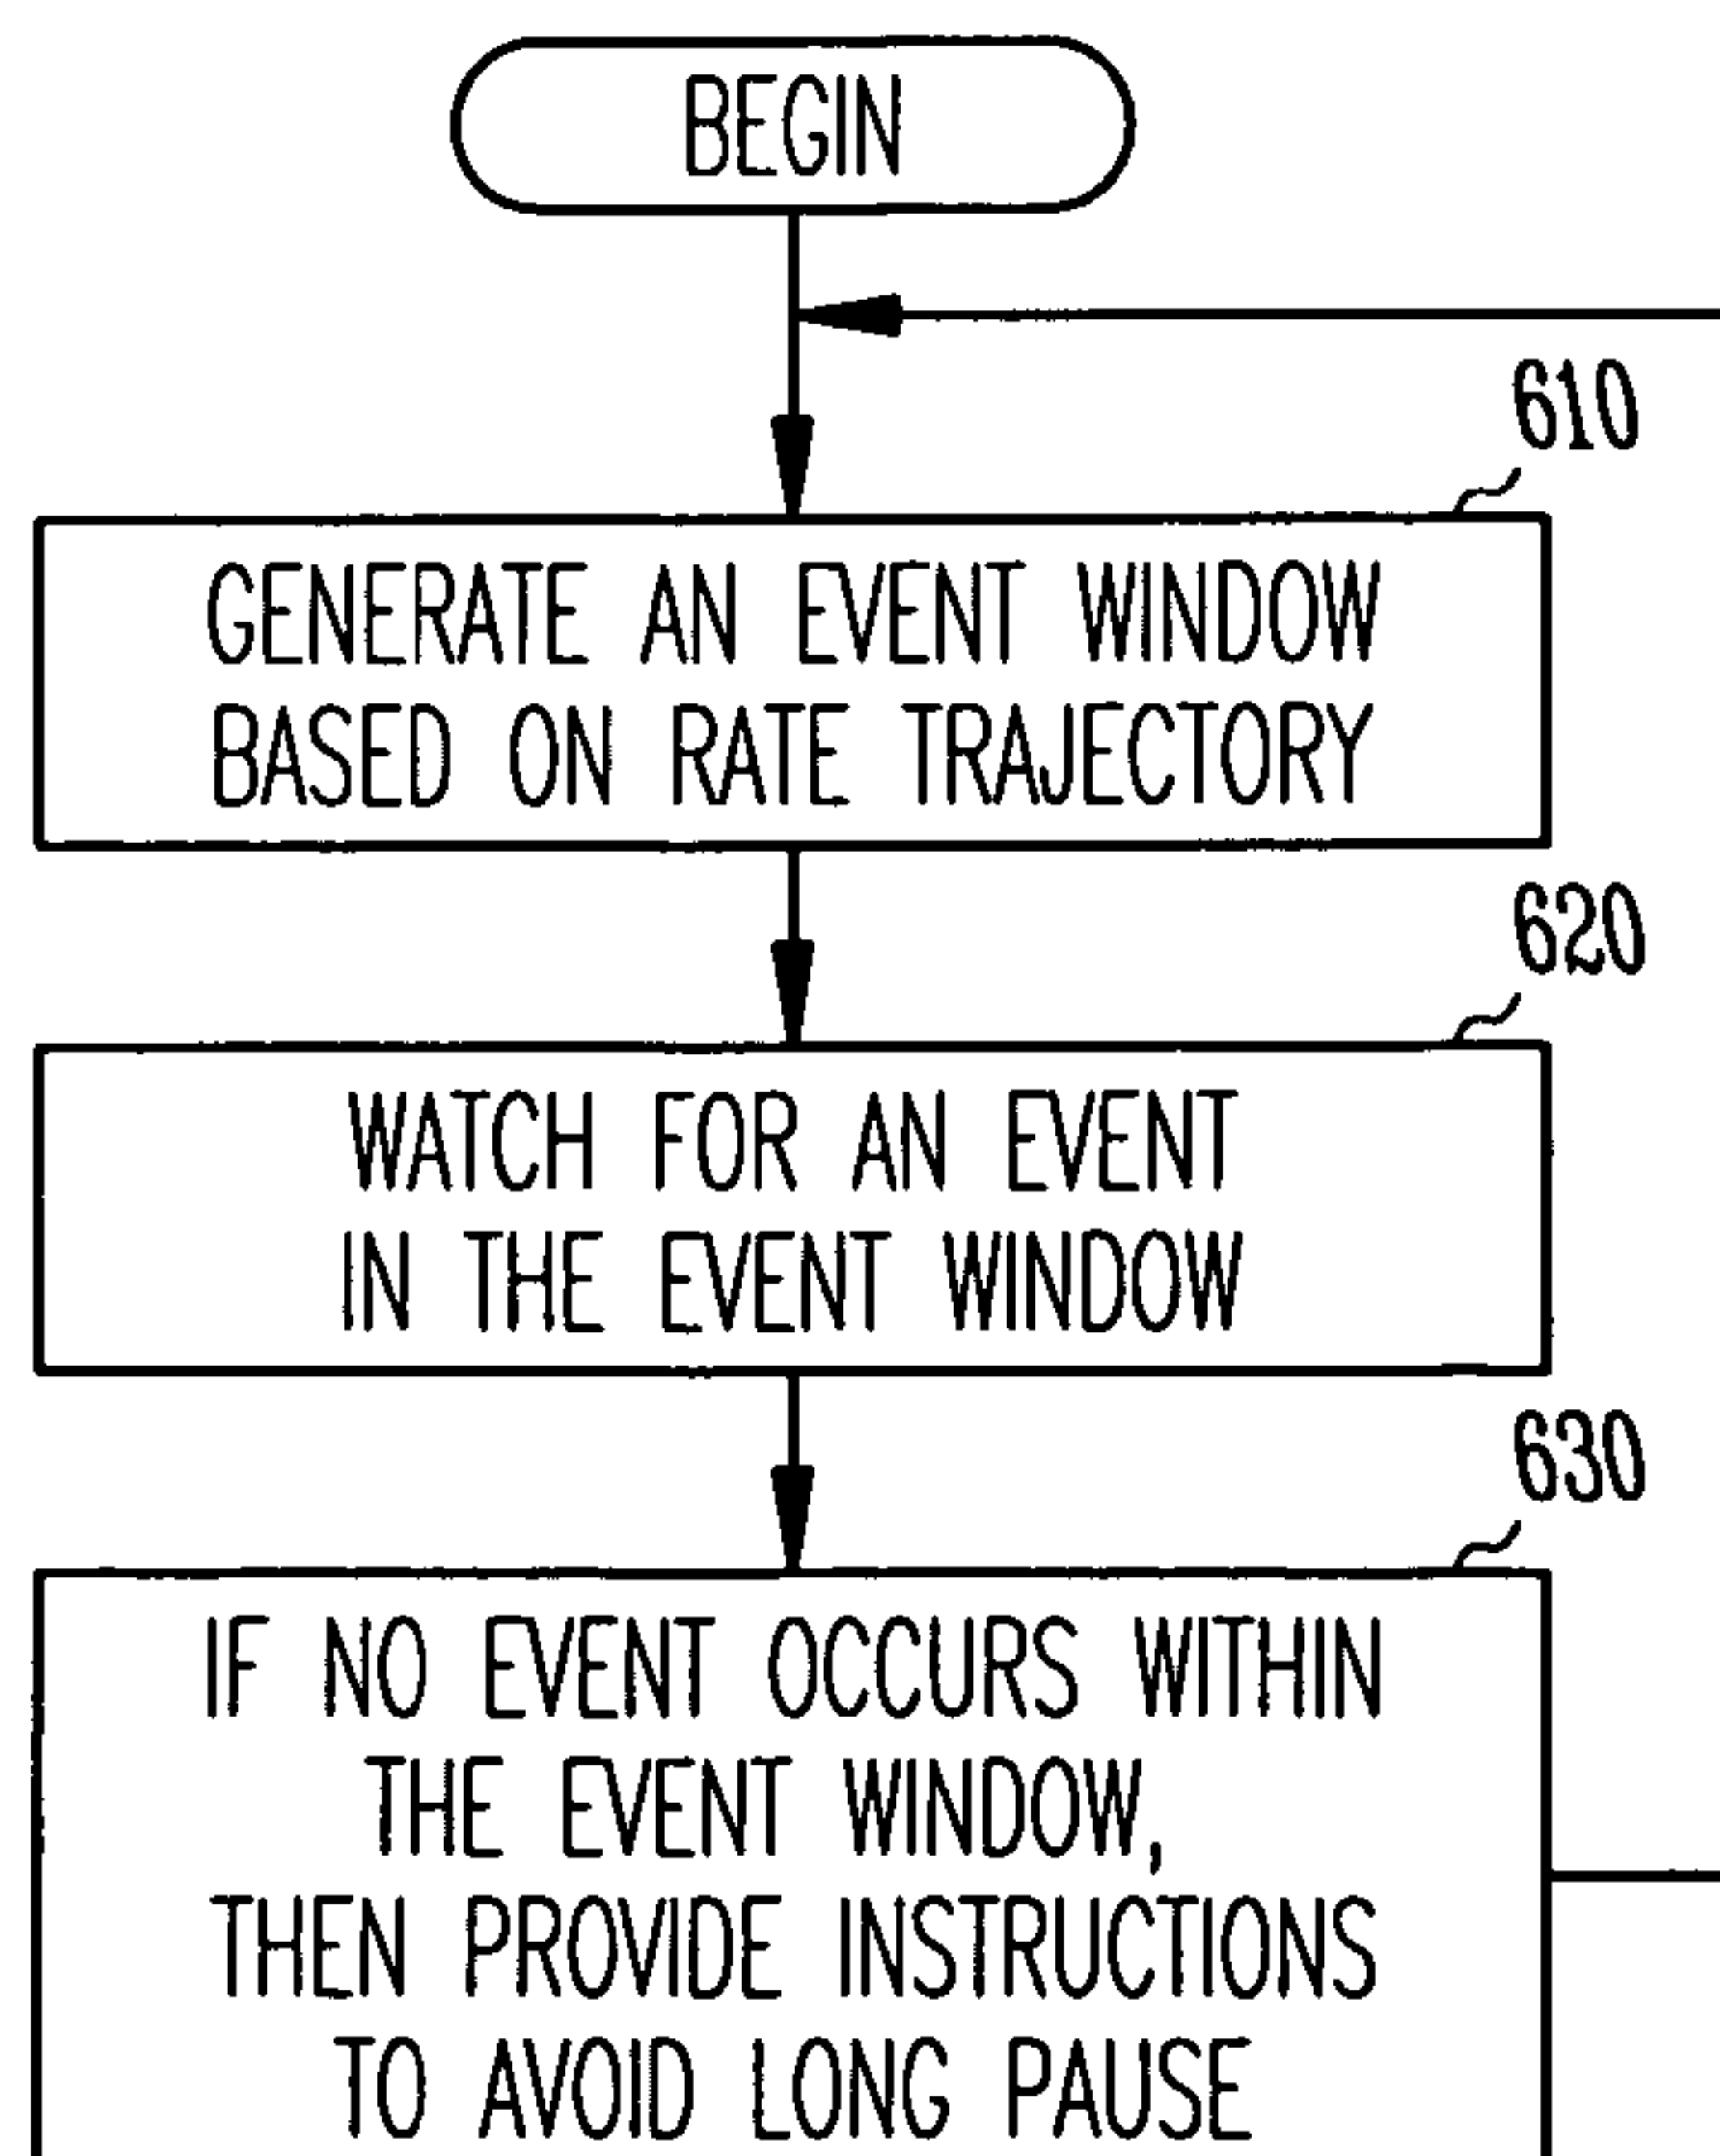 BEGIN
610
GENERATE AN EVENT WINDOW
BASED ON RATE TRAJECTORY
620
WATCH FOR AN EVENT
IN THE EVENT WINDOW
630
IF NO EVENT OCCURS WITHIN
THE EVENT WINDOW,
THEN PROVIDE INSTRUCTIONS
TO AVOID LONG PAUSE